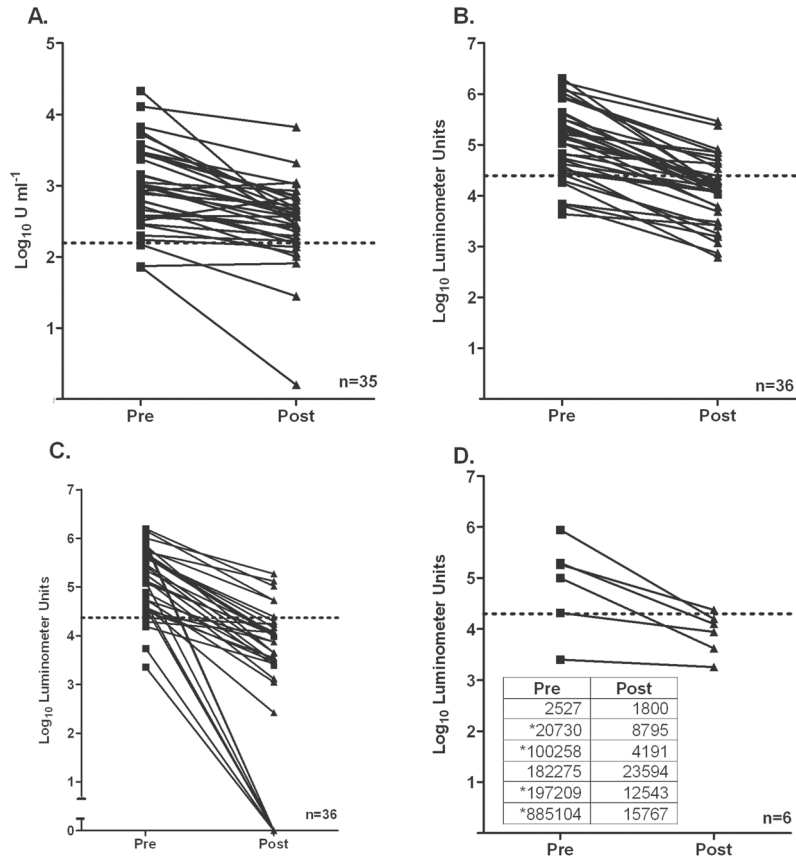 A.
Log10 U ml-1
5
4
3
2
1
Pre Post
n=35
B.
Log10 Luminometer Units
7
6
5
4
3
2
1
Pre Post
n=36
C.
Log10 Luminometer Units
7
6
5
4
3
2
1
0
Pre Post
n=36
D.
Log10 Luminometer Units
7
6
5
4
3
2
1
Pre Post
2527 1800
*20730 8795
*100258 4191
182275 23594
*197209 12543
*885104 15767
n=6
Pre Post